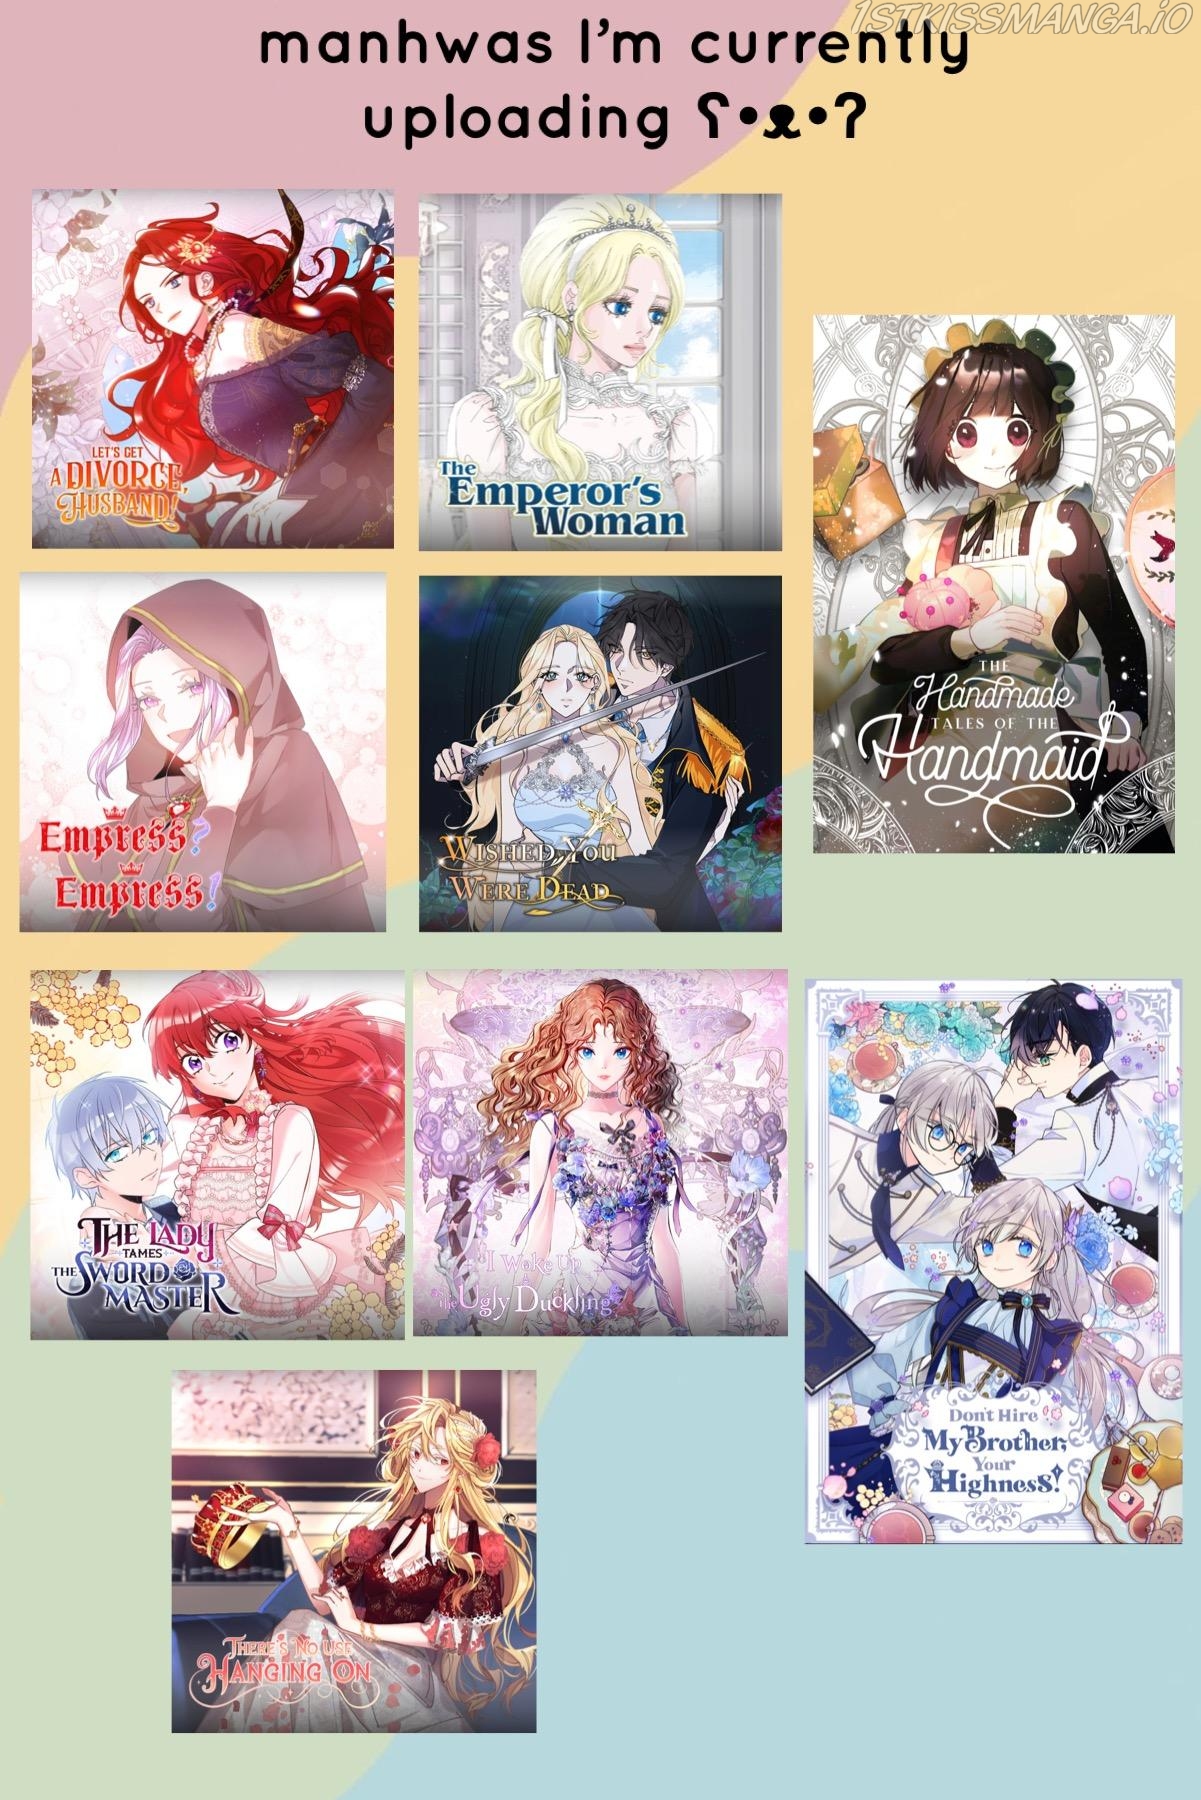 1STKISSMANGA.iO
manhwas I'm currently
uploading ʕ•ᴥ•ʔ
LET'S GET
A DIVORCE,
HUSBAND!
The
Emperor's
Woman
THE
Handmade
TALES OF THE
Handmaid
Empress?
Empress!
WISHED YOU
WERE DEAD
THE LADY
TAMES
THE SWORD
MASTER
I Woke Up
as the Ugly Duckling
DON'T HIRE
MY BROTHER,
YOUR
HIGHNESS!
THERE'S NO USE
HANGING ON